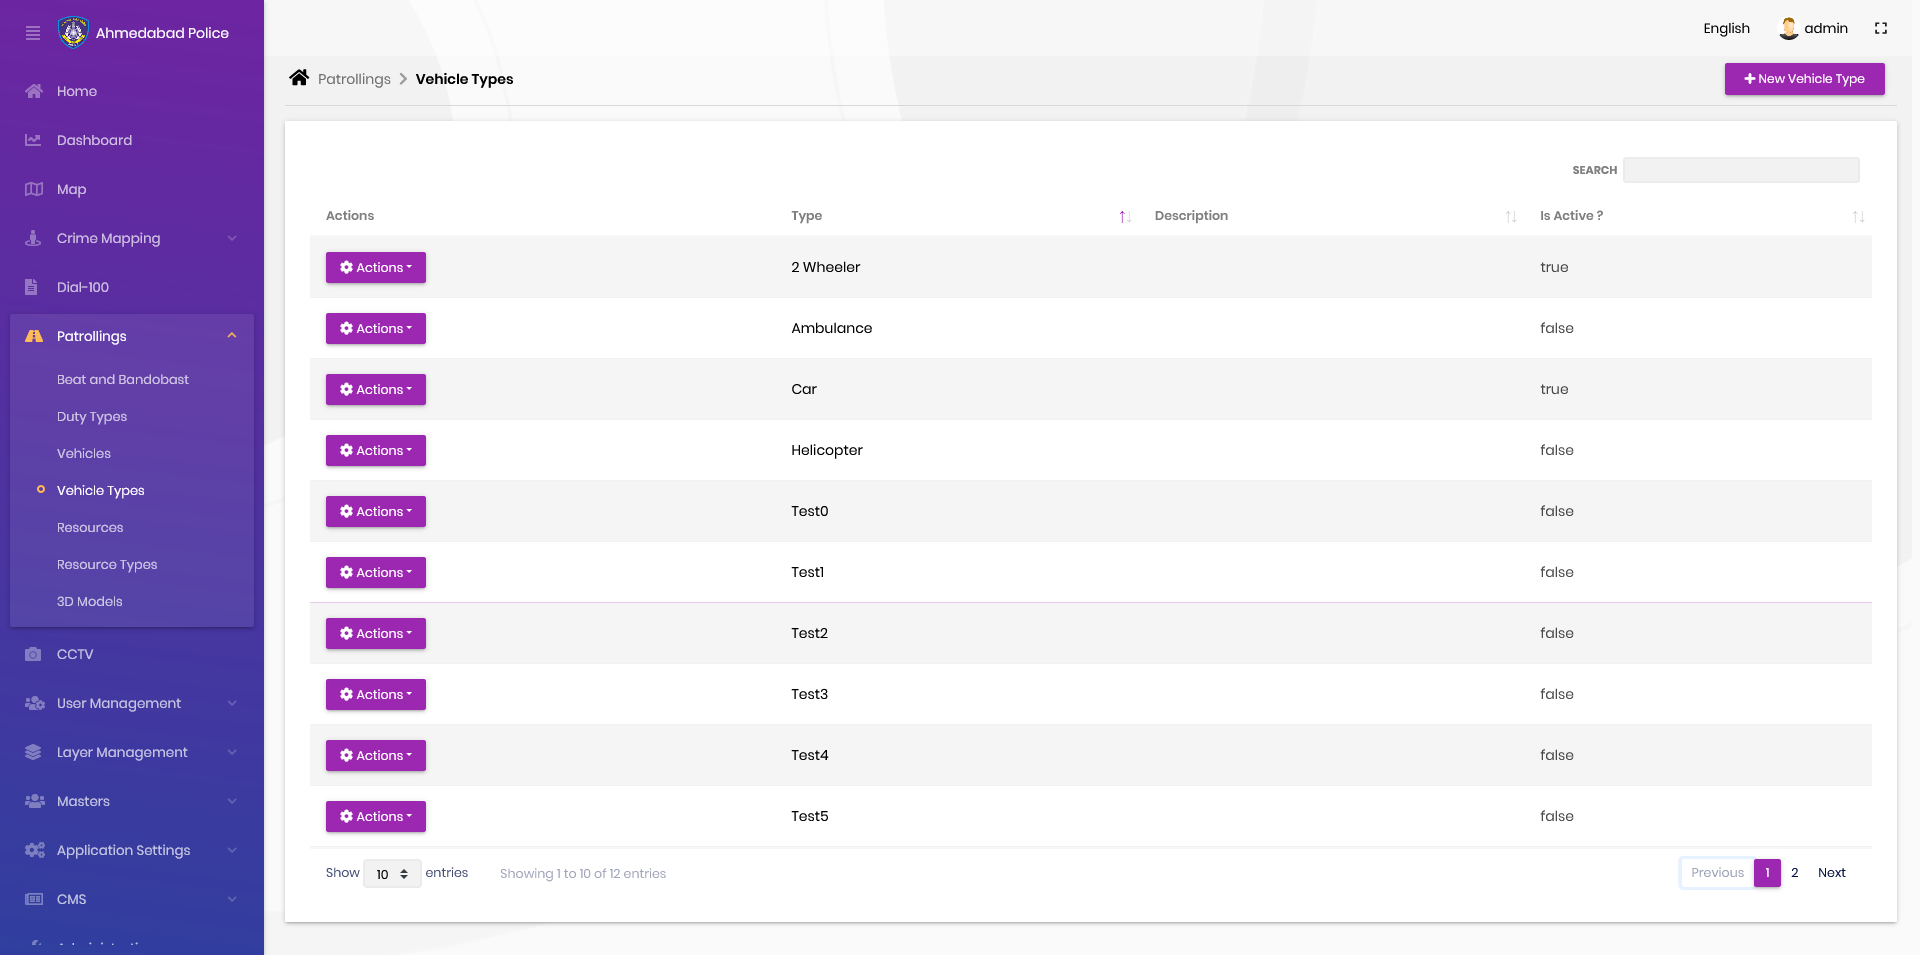 Ahmedabad Police
English
admin
Home
Dashboard
Map
Crime Mapping
Dial-100
Patrollings
Beat and Bandobast
Duty Types
Vehicles
Vehicle Types
Resources
Resource Types
3D Models
CCTV
User Management
Layer Management
Masters
Application Settings
CMS
Patrollings > Vehicle Types
New Vehicle Type
SEARCH
Actions Type Description Is Active ?
Actions 2 Wheeler true
Actions Ambulance false
Actions Car true
Actions Helicopter false
Actions Test0 false
Actions Test1 false
Actions Test2 false
Actions Test3 false
Actions Test4 false
Actions Test5 false
Show 10 entries Showing 1 to 10 of 12 entries Previous 1 2 Next